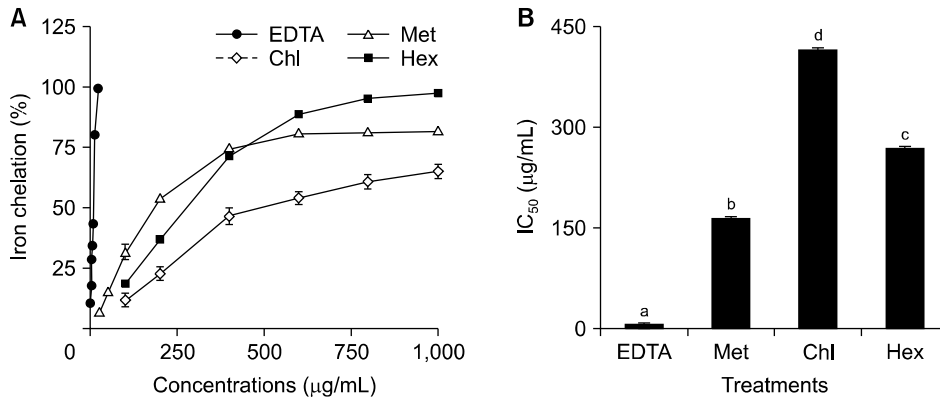 A
125
100
75
50
25
Iron chelation (%)
EDTA
Met
Chl
Hex
0 250 500 750 1,000
Concentrations (μg/mL)
B
450
300
150
0
IC50 (μg/mL)
a
b
d
c
EDTA Met Chl Hex
Treatments